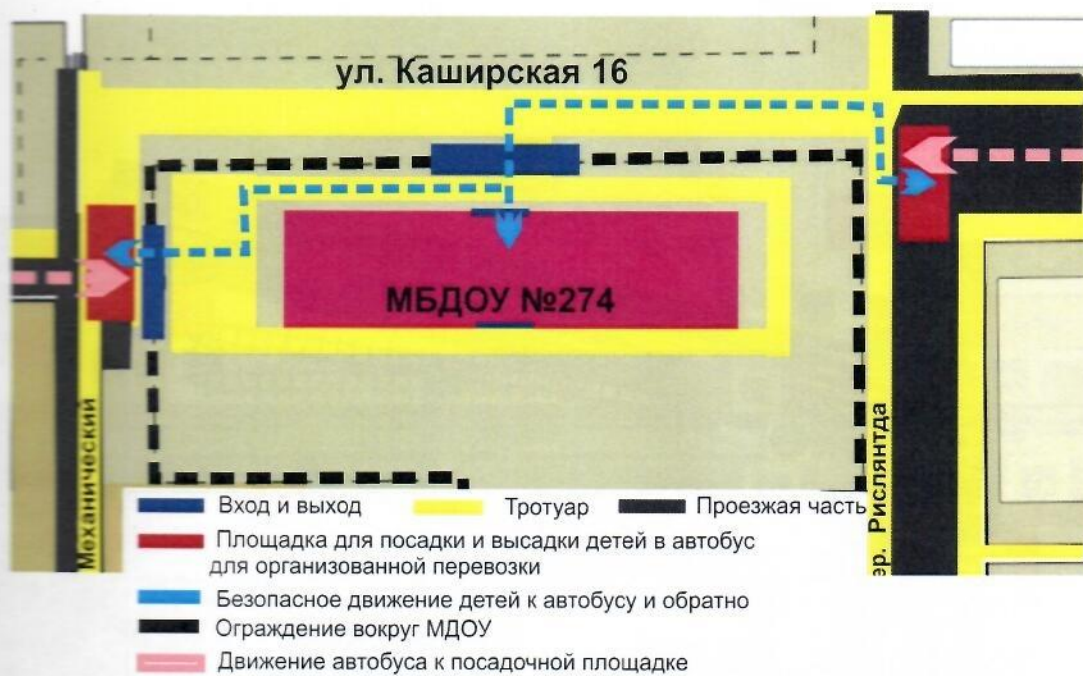 ул. Каширская 16
МБДОУ №274
Механический
ер. Рислянтда
Вход и выход
Тротуар
Проезжая часть
Площадка для посадки и высадки детей в автобус
для организованной перевозки
Безопасное движение детей к автобусу и обратно
Ограждение вокруг МДОУ
Движение автобуса к посадочной площадке